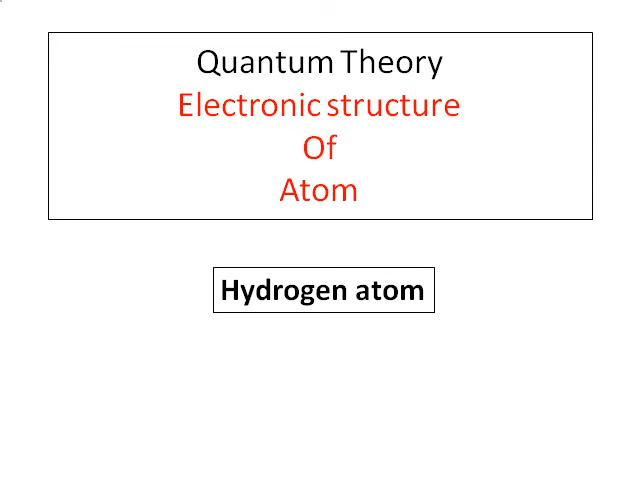 Quantum Theory
Electronic structure
Of
Atom
Hydrogen atom